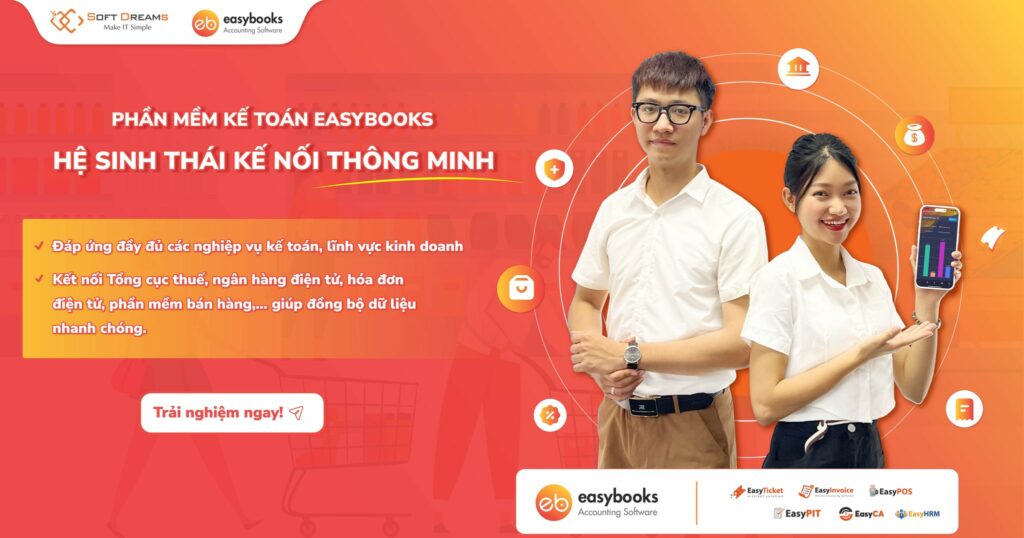 SOFT DREAMS
Make IT Simple
eb easybooks
Accounting Software
PHẦN MỀM KẾ TOÁN EASYBOOKS
HỆ SINH THÁI KẾ NỐI THÔNG MINH
Đáp ứng đầy đủ các nghiệp vụ kế toán, lĩnh vực kinh doanh
Kết nối Tổng cục thuế, ngân hàng điện tử, hóa đơn
điện tử, phần mềm bán hàng,... giúp đồng bộ dữ liệu
nhanh chóng.
Trải nghiệm ngay!
eb easybooks
Accounting Software
EasyTicket
EasyInvoice
EasyPOS
EasyPIT
EasyCA
EasyHRM